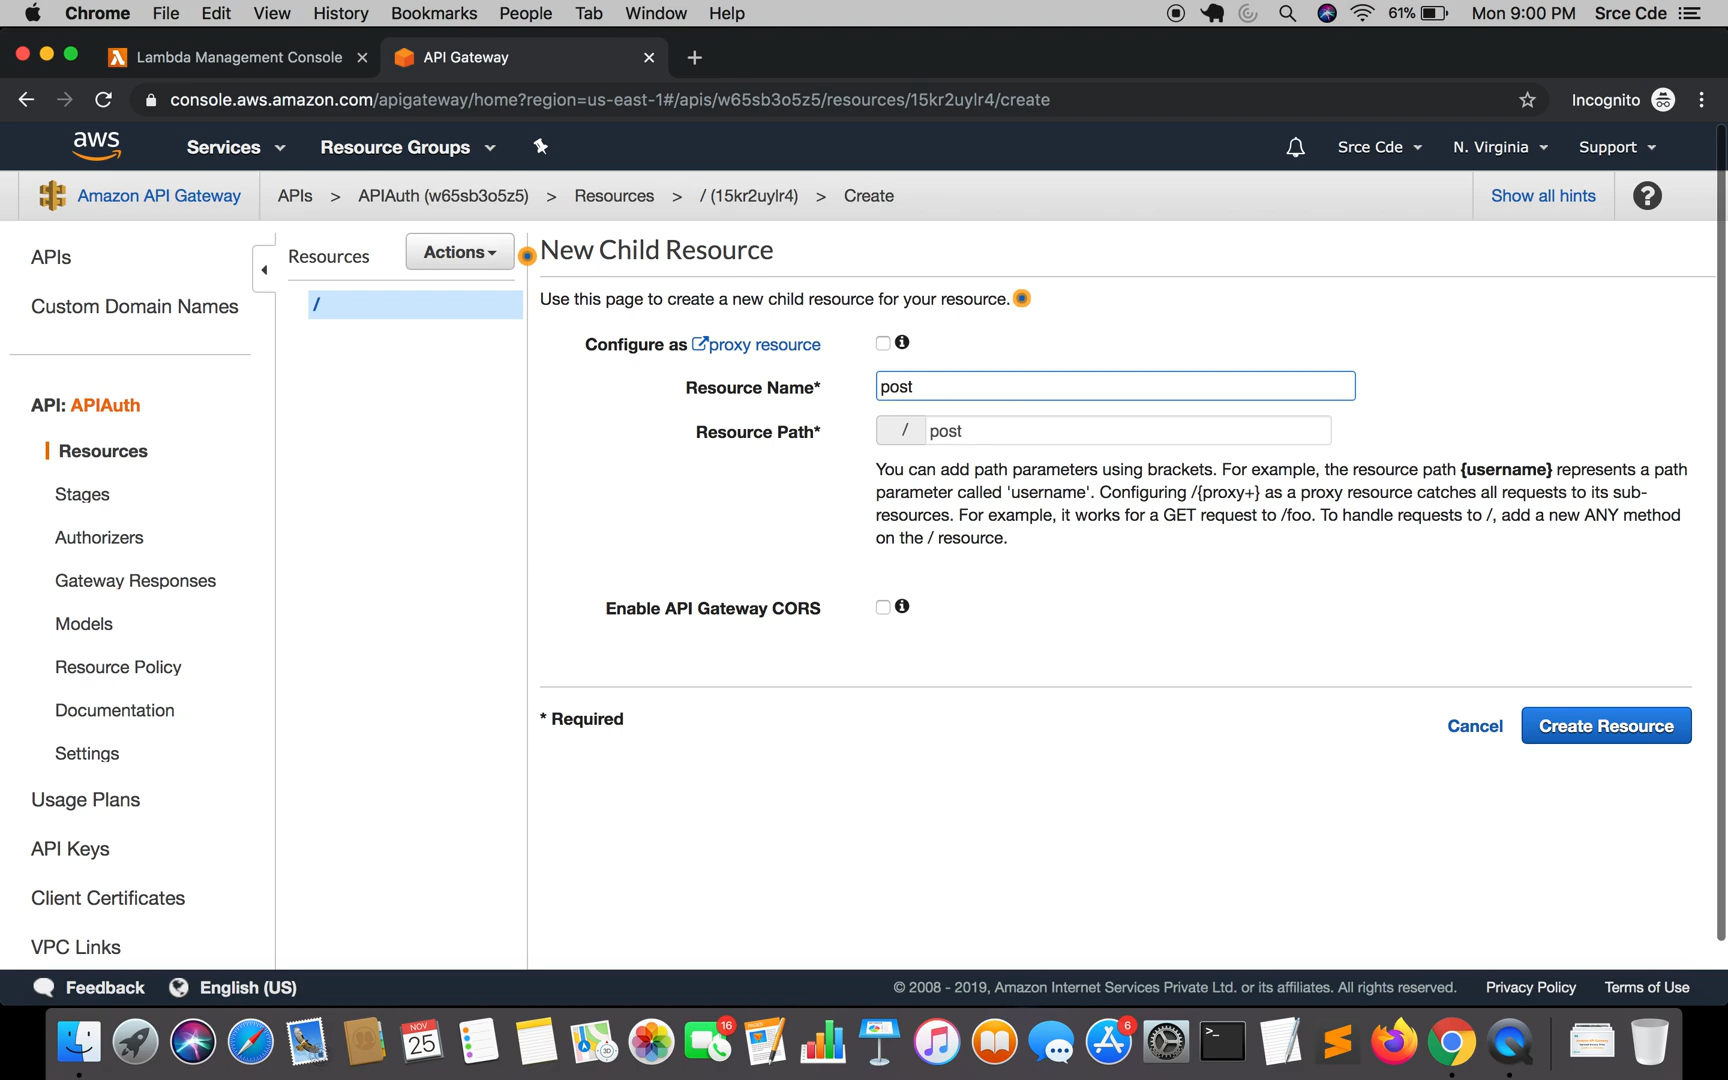 Chrome File Edit View History Bookmarks People Tab Window Help 61% Mon 9:00 PM Srce Cde
Lambda Management Console API Gateway
console.aws.amazon.com/apigateway/home?region=us-east-1#/apis/w65sb3o5z5/resources/15kr2uylr4/create Incognito
aws Services Resource Groups Srce Cde N. Virginia Support
Amazon API Gateway APIs > APIAuth (w65sb3o5z5) > Resources > / (15kr2uylr4) > Create Show all hints ?
APIs
Custom Domain Names
API: APIAuth
Resources
Stages
Authorizers
Gateway Responses
Models
Resource Policy
Documentation
Settings
Usage Plans
API Keys
Client Certificates
VPC Links
Resources Actions
/
New Child Resource
Use this page to create a new child resource for your resource.
Configure as proxy resource
Resource Name* post
Resource Path* / post
You can add path parameters using brackets. For example, the resource path {username} represents a path
parameter called 'username'. Configuring /{proxy+} as a proxy resource catches all requests to its sub-
resources. For example, it works for a GET request to /foo. To handle requests to /, add a new ANY method
on the / resource.
Enable API Gateway CORS
* Required
Cancel Create Resource
Feedback English (US) © 2008 - 2019, Amazon Internet Services Private Ltd. or its affiliates. All rights reserved. Privacy Policy Terms of Use
NOV
25
16
6